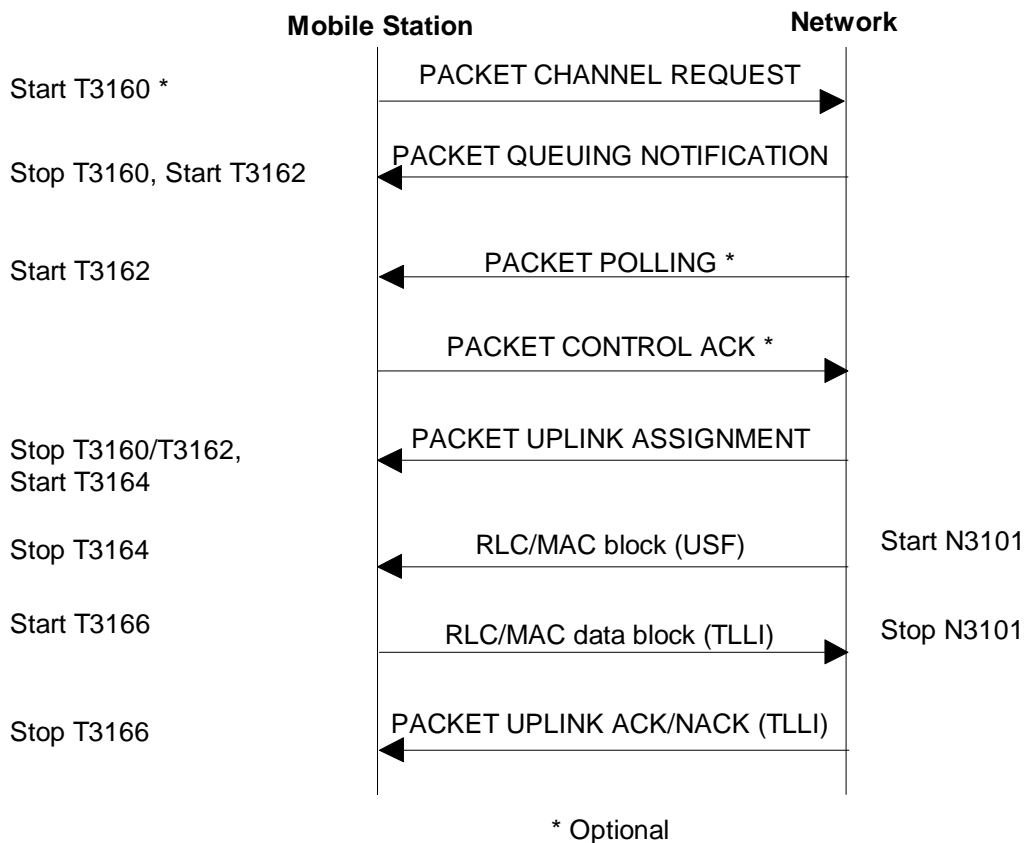 Mobile Station
Network
Start T3160 *
PACKET CHANNEL REQUEST
PACKET QUEUING NOTIFICATION
Stop T3160, Start T3162
Start T3162
PACKET POLLING *
PACKET CONTROL ACK *
Stop T3160/T3162,
Start T3164
PACKET UPLINK ASSIGNMENT
Stop T3164
RLC/MAC block (USF)
Start N3101
Start T3166
RLC/MAC data block (TLLI)
Stop N3101
Stop T3166
PACKET UPLINK ACK/NACK (TLLI)
* Optional